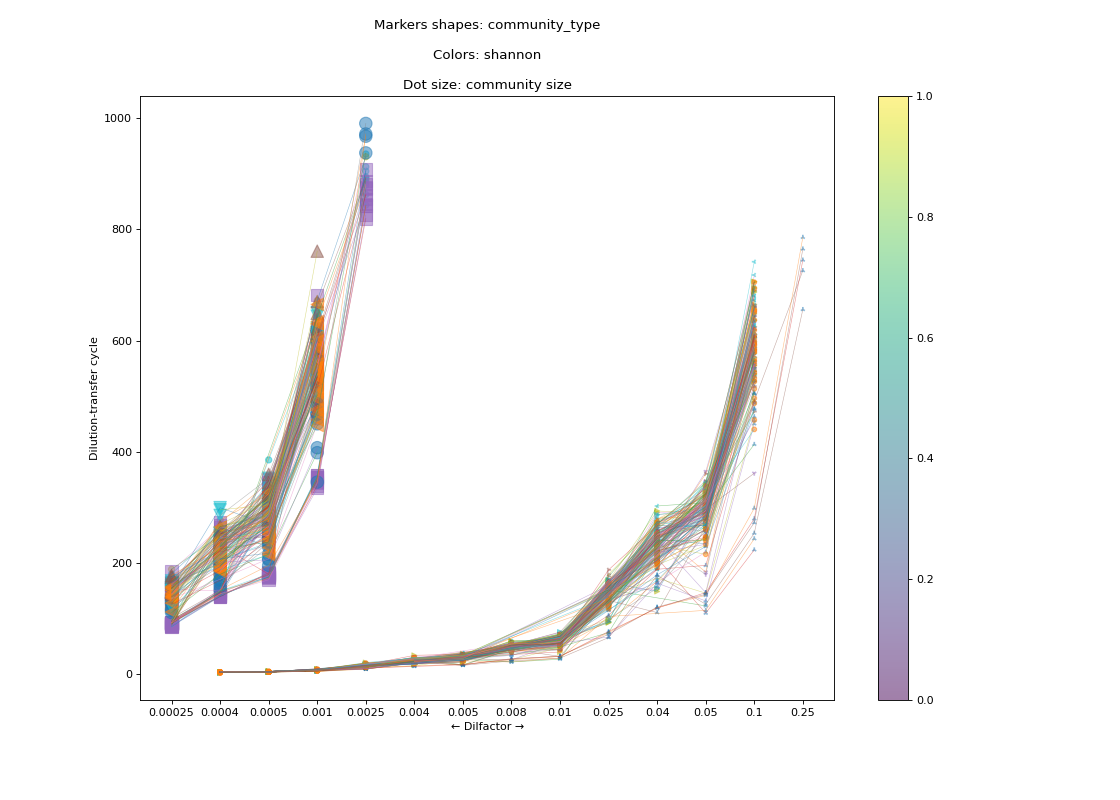 Markers shapes: community_type
Colors: shannon
Dot size: community size
1000
800
600
400
200
0
Dilution-transfer cycle
0.00025 0.0004 0.0005 0.001 0.0025 0.004 0.005 0.008 0.01 0.025 0.04 0.05 0.1 0.25
← Dilfactor →
1.0
0.8
0.6
0.4
0.2
0.0